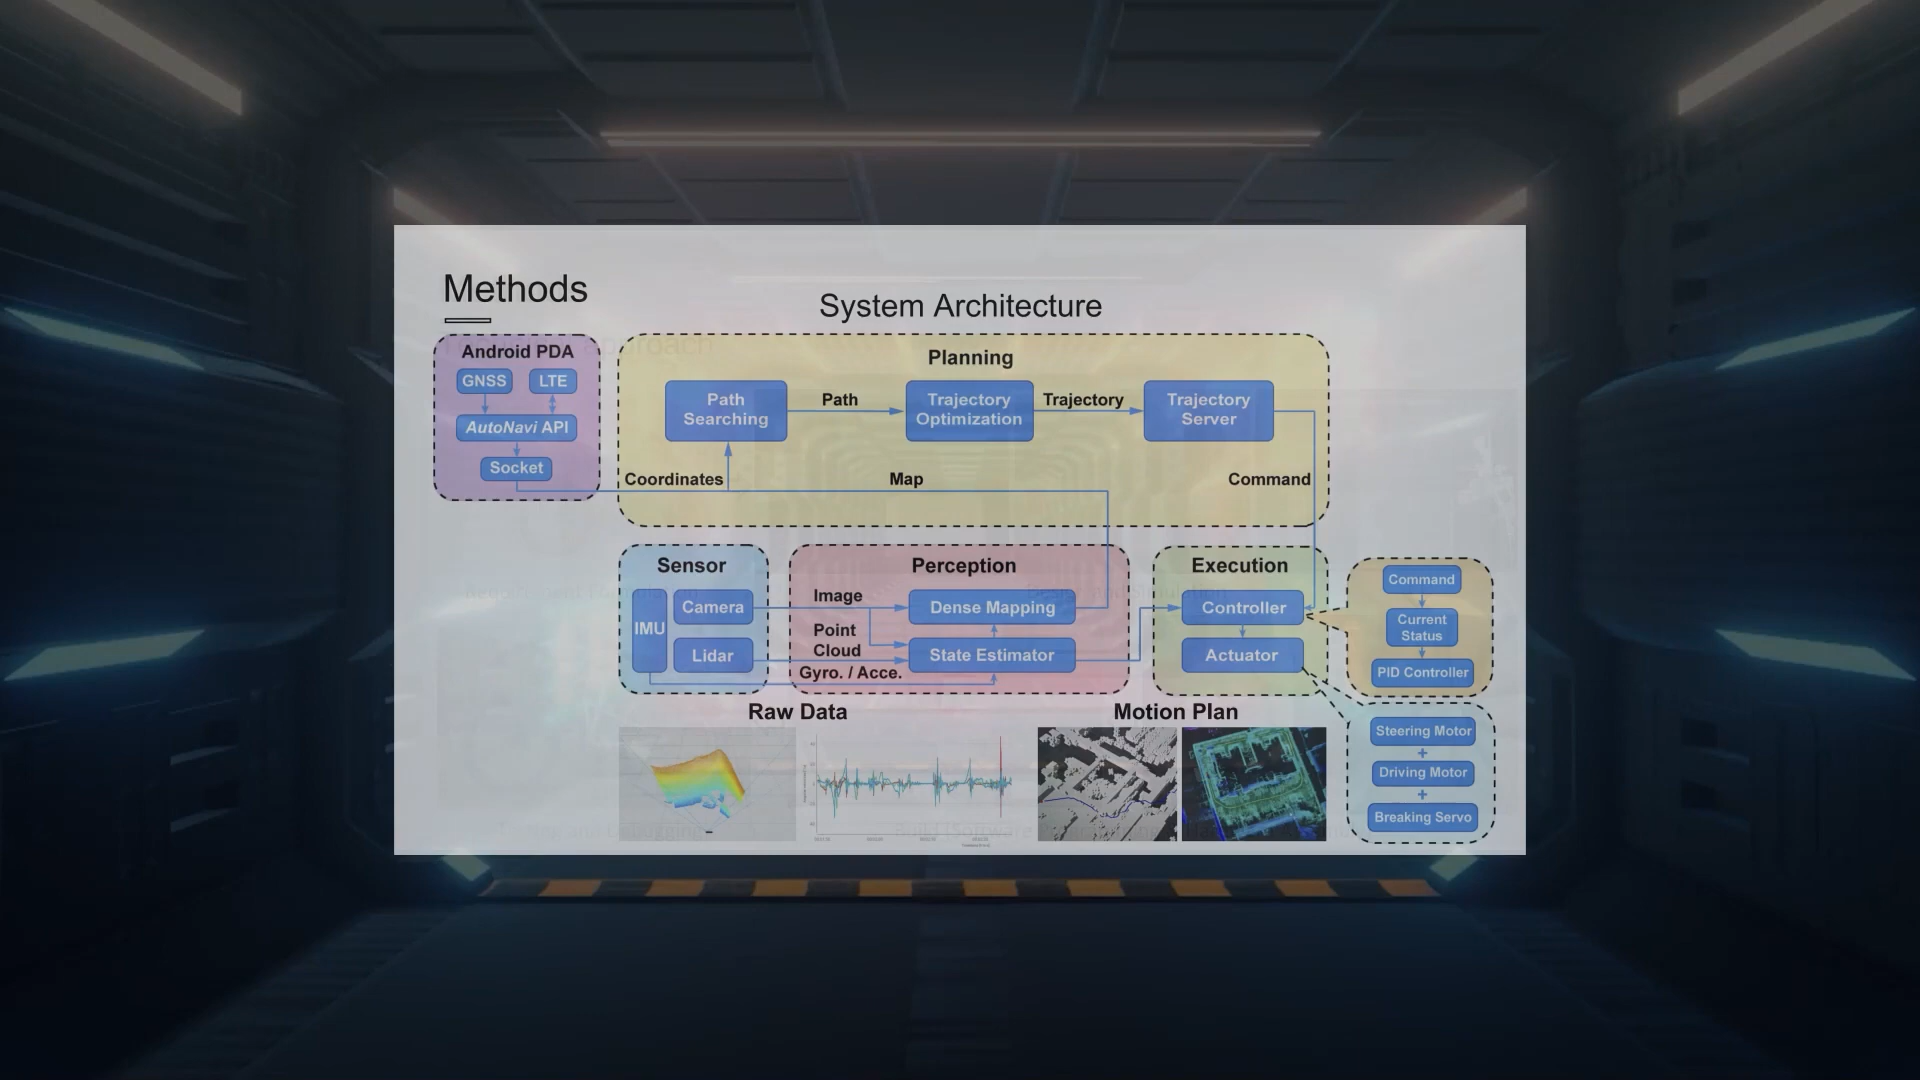 Methods
System Architecture
Android PDA
GNSS
LTE
AutoNavi API
Socket
Planning
Path
Searching
Path
Trajectory
Optimization
Trajectory
Trajectory
Server
Coordinates
Map
Command
Sensor
IMU
Camera
Lidar
Perception
Image
Point
Cloud
Gyro. / Acce.
Dense Mapping
State Estimator
Execution
Controller
Actuator
Command
Current
Status
PID Controller
Steering Motor
+
Driving Motor
+
Breaking Servo
Raw Data
Motion Plan